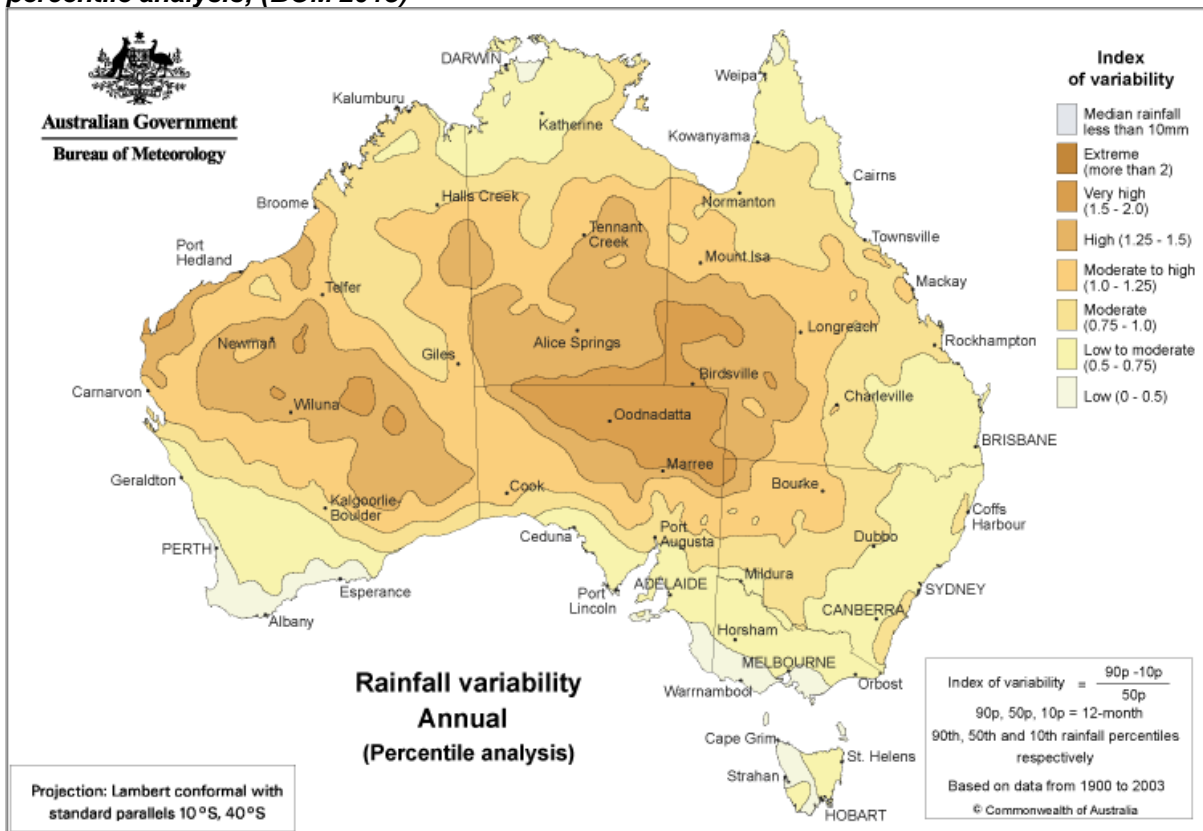 percentile analysis, (BOM 2013)
Australian Government
Bureau of Meteorology
DARWIN
Weipa
Kalumburu
Katherine
Kowanyama
Cairns
Broome
Halls Creek
Normanton
Tennant
Creek
Townsville
Port
Hedland
Mount Isa
Mackay
Telfer
Longreach
Newman
Alice Springs
Rockhampton
Giles
Birdsville
Carnarvon
Charleville
Wiluna
Oodnadatta
BRISBANE
Marree
Geraldton
Bourke
Cook
Kalgoorlie-
Boulder
Coffs
Harbour
Ceduna
Port
Augusta
Dubbo
PERTH
Mildura
ADELAIDE
SYDNEY
Esperance
Port
Lincoln
CANBERRA
Albany
Horsham
MELBOURNE
Orbost
Warrnambool
Cape Grim
St. Helens
Strahan
HOBART
Index
of variability
Median rainfall
less than 10mm
Extreme
(more than 2)
Very high
(1.5 - 2.0)
High (1.25 - 1.5)
Moderate to high
(1.0 - 1.25)
Moderate
(0.75 - 1.0)
Low to moderate
(0.5 - 0.75)
Low (0 - 0.5)
Rainfall variability
Annual
(Percentile analysis)
Projection: Lambert conformal with
standard parallels 10°S, 40°S
Index of variability = 90p -10p
50p
90p, 50p, 10p = 12-month
90th, 50th and 10th rainfall percentiles
respectively
Based on data from 1900 to 2003
© Commonwealth of Australia